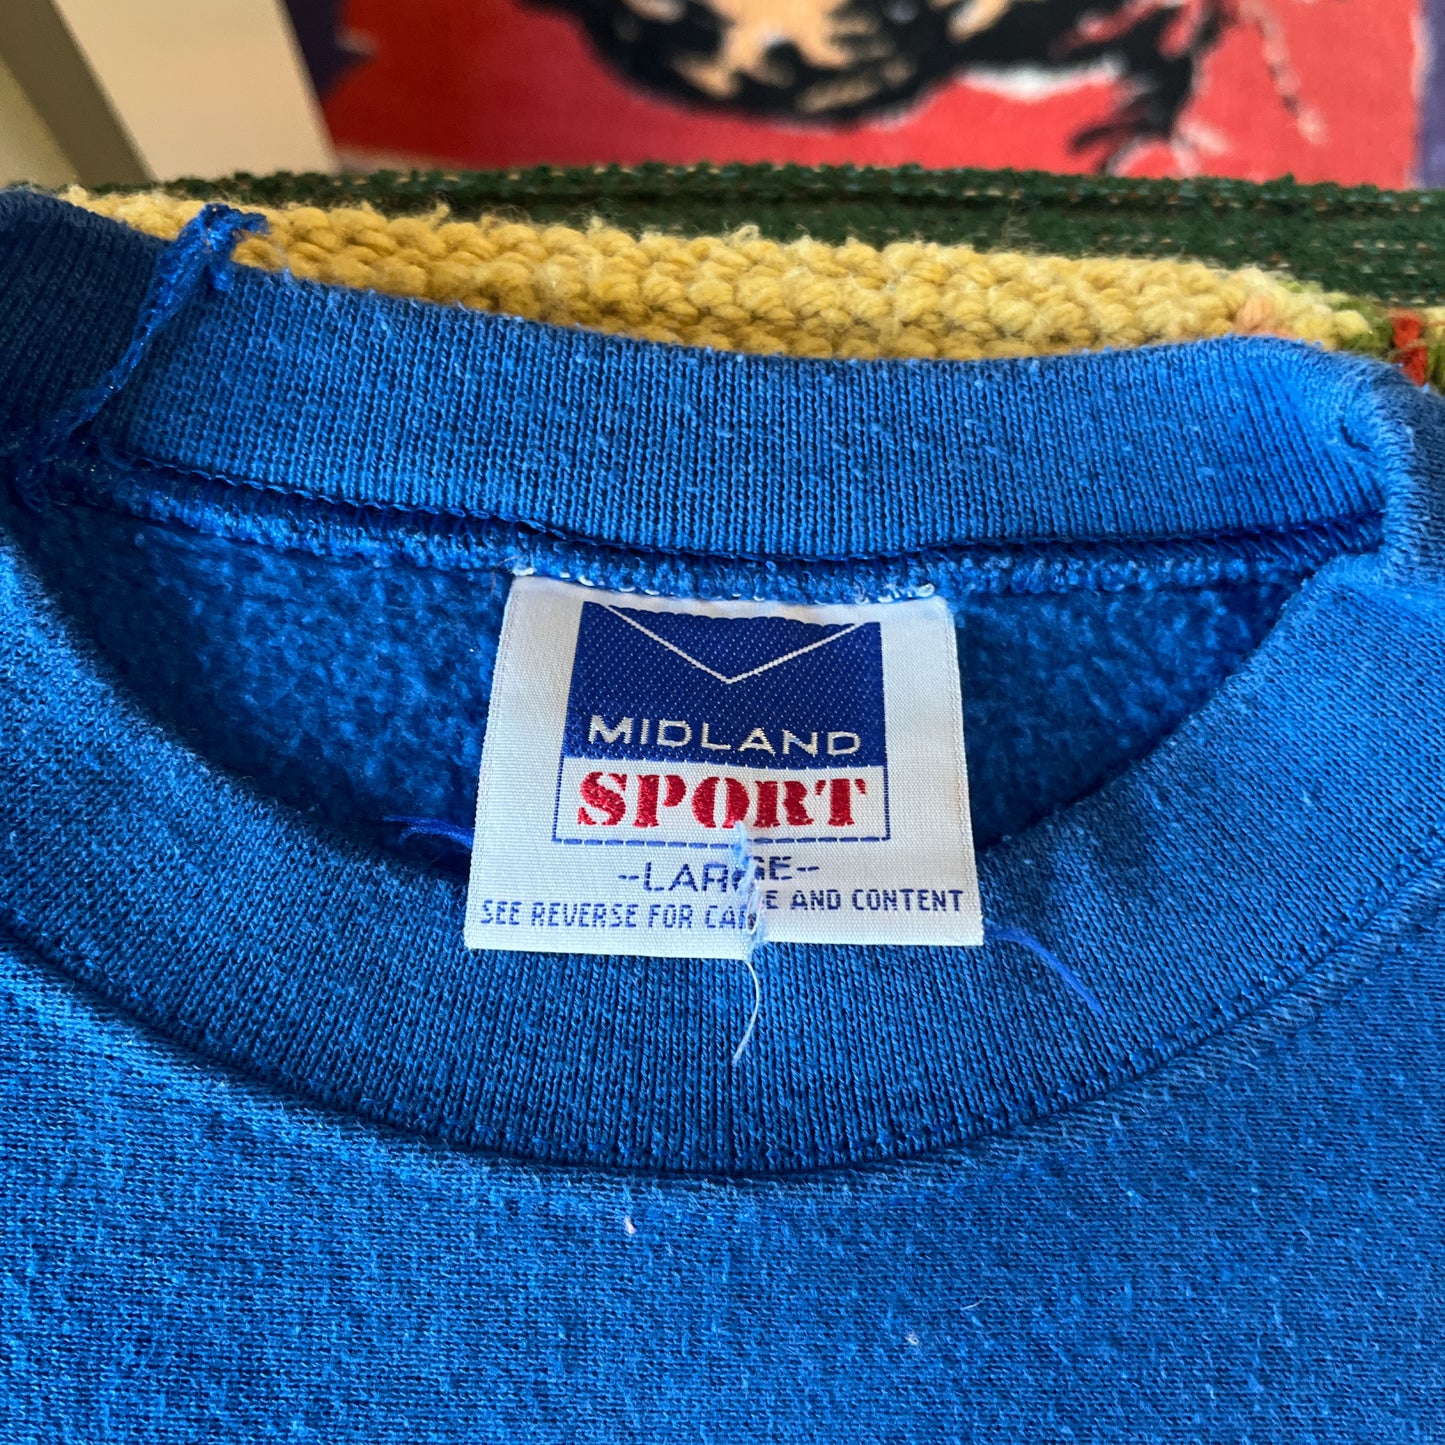 MIDLAND
SPORT
--LARGE--
SEE REVERSE FOR CARE AND CONTENT